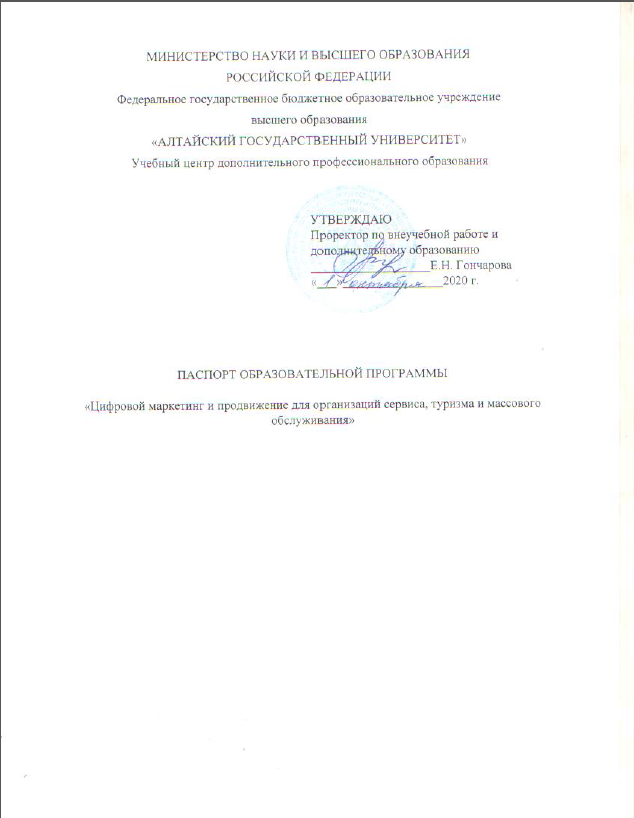 МИНИСТЕРСТВО НАУКИ И ВЫСШЕГО ОБРАЗОВАНИЯ
РОССИЙСКОЙ ФЕДЕРАЦИИ
Федеральное государственное бюджетное образовательное учреждение
высшего образования
«АЛТАЙСКИЙ ГОСУДАРСТВЕННЫЙ УНИВЕРСИТЕТ»
Учебный центр дополнительного профессионального образования
УТВЕРЖДАЮ
Проректор по внеучебной работе и
дополнительному образованию
Е.Н. Гончарова
«1» сентября 2020 г.
ПАСПОРТ ОБРАЗОВАТЕЛЬНОЙ ПРОГРАММЫ
«Цифровой маркетинг и продвижение для организаций сервиса, туризма и массового
обслуживания»